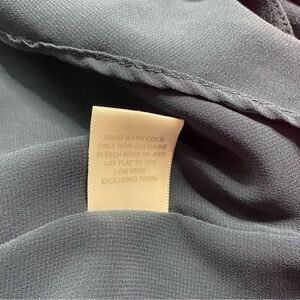 HAND WASH COLD
ONLY NON-CHLORINE
BLEACH WHEN NEEDED
LAY FLAT TO DRY
LOW IRON
EXCLUDING TRIMS